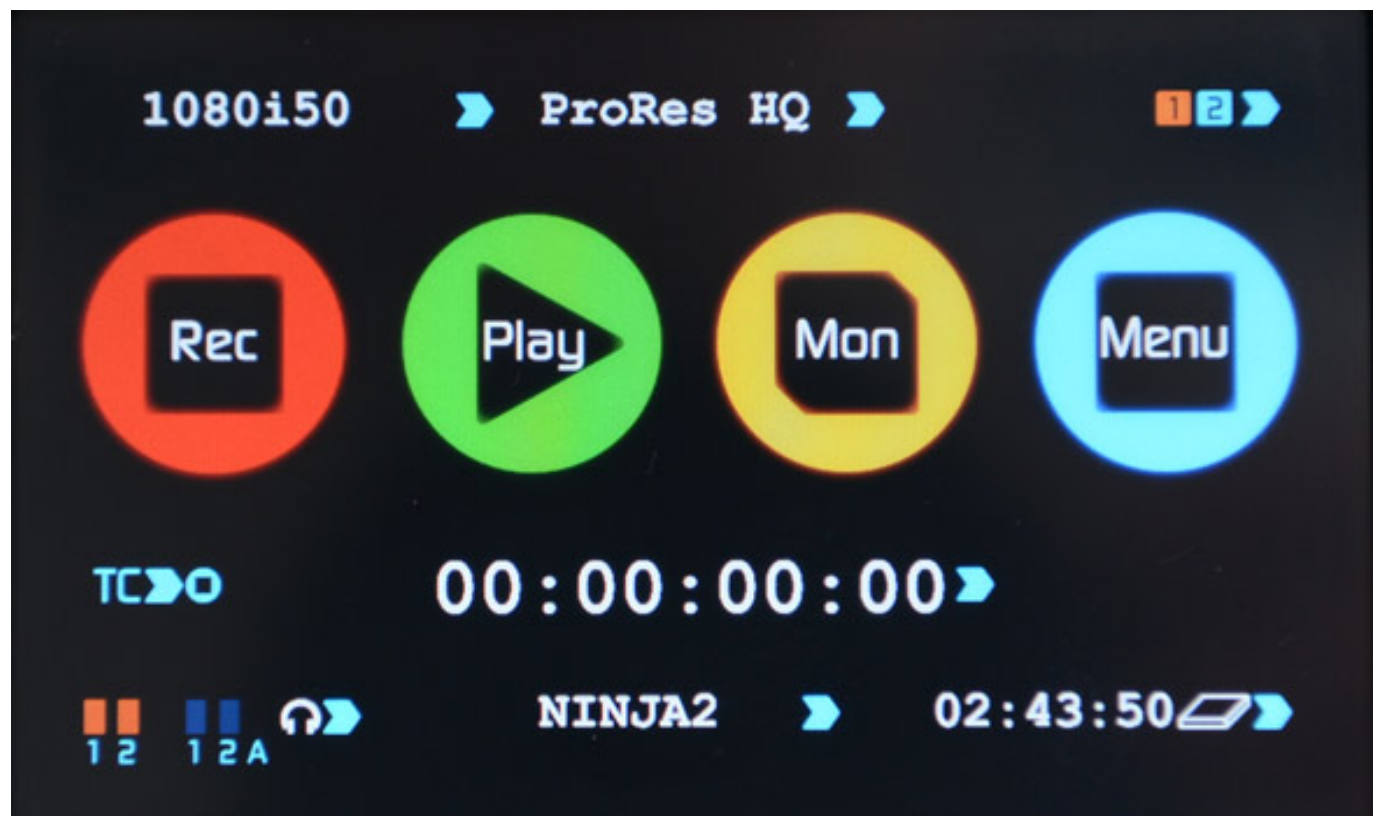 1080i50 ProRes HQ 1 2
Rec Play Mon Menu
TC 00:00:00:00
NINJA2 02:43:50
1 2 1 2 A